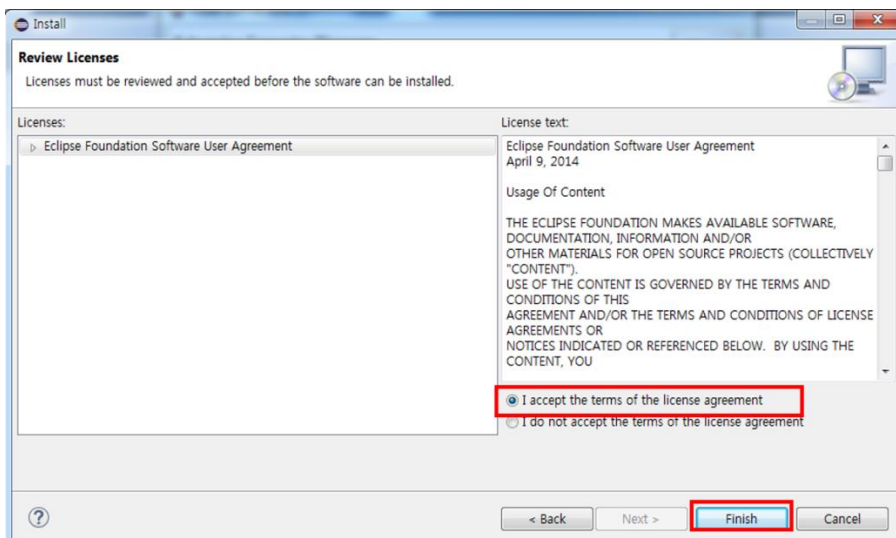 Install
Review Licenses
Licenses must be reviewed and accepted before the software can be installed.
Licenses:
Eclipse Foundation Software User Agreement
License text:
Eclipse Foundation Software User Agreement
April 9, 2014
Usage Of Content
THE ECLIPSE FOUNDATION MAKES AVAILABLE SOFTWARE,
DOCUMENTATION, INFORMATION AND/OR
OTHER MATERIALS FOR OPEN SOURCE PROJECTS (COLLECTIVELY
"CONTENT").
USE OF THE CONTENT IS GOVERNED BY THE TERMS AND
CONDITIONS OF THIS
AGREEMENT AND/OR THE TERMS AND CONDITIONS OF LICENSE
AGREEMENTS OR
NOTICES INDICATED OR REFERENCED BELOW.  BY USING THE
CONTENT, YOU
I accept the terms of the license agreement
I do not accept the terms of the license agreement
< Back
Next >
Finish
Cancel